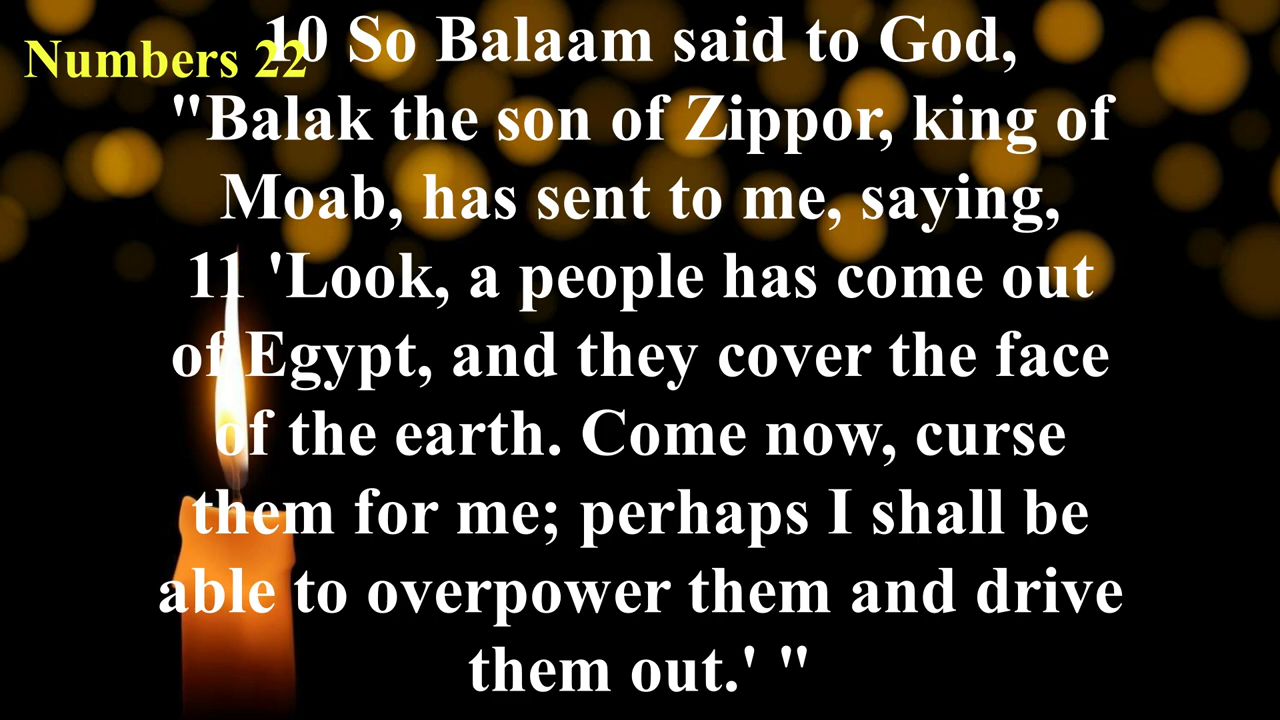 Numbers 22
10 So Balaam said to God,
"Balak the son of Zippor, king of
Moab, has sent to me, saying,
11 'Look, a people has come out
of Egypt, and they cover the face
of the earth. Come now, curse
them for me; perhaps I shall be
able to overpower them and drive
them out.' "